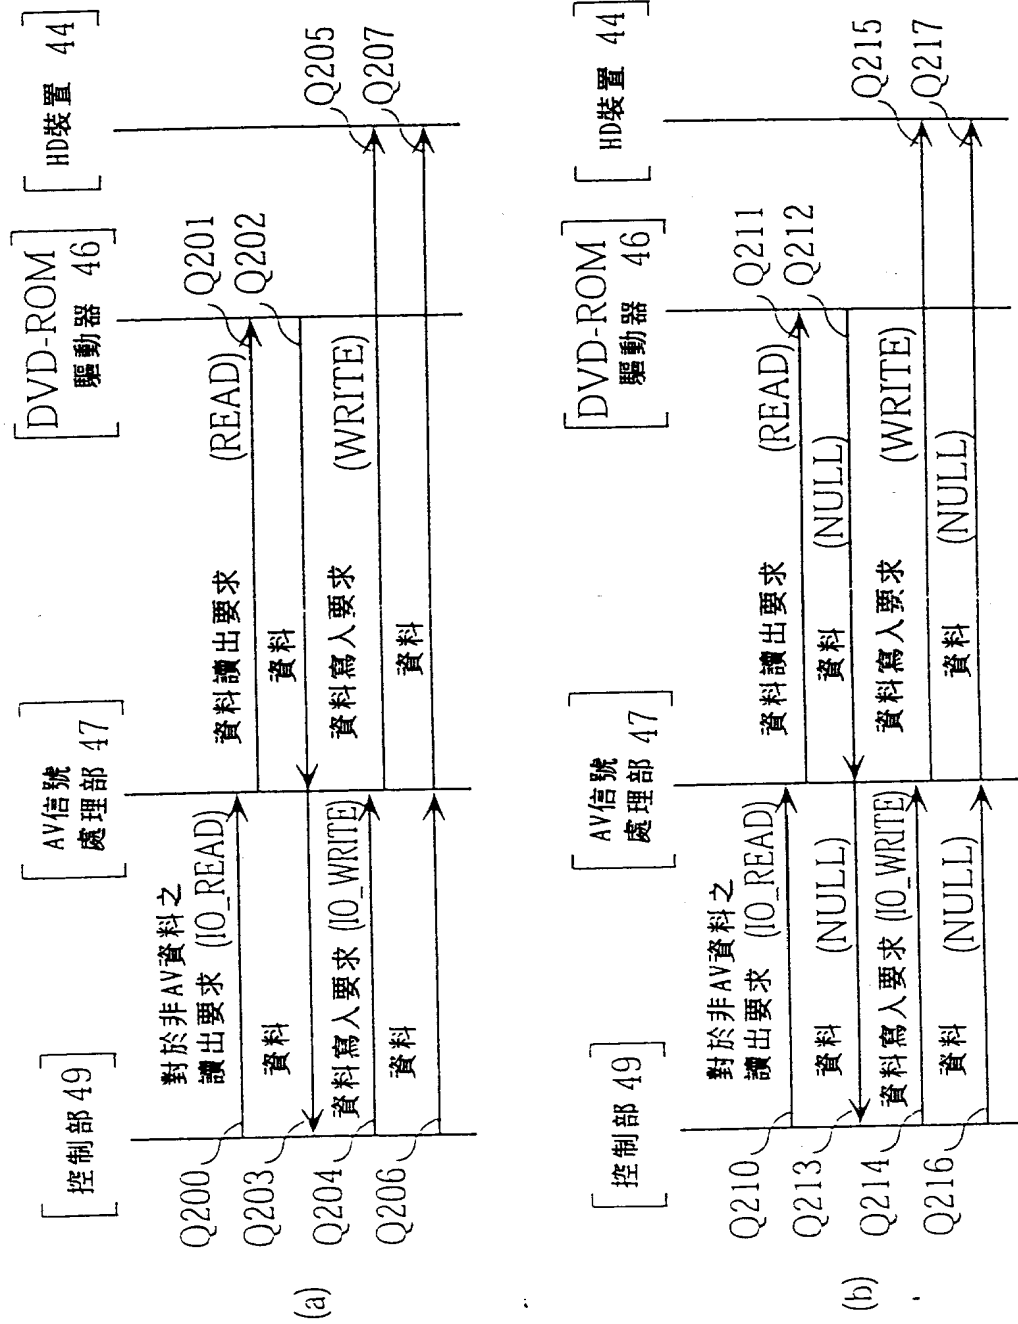 (a)
[控制部 49]
[AV信號
處理部 47]
[DVD-ROM
驅動器 46]
[HD裝置 44]
對於非AV資料之
讀出要求 (IO_READ)
Q200
資料讀出要求 (READ)
Q201
資料
Q202
資料
Q203
資料寫入要求 (IO_WRITE)
Q204
資料寫入要求 (WRITE)
Q205
資料
Q206
資料
Q207
(b)
[控制部 49]
[AV信號
處理部 47]
[DVD-ROM
驅動器 46]
[HD裝置 44]
對於非AV資料之
讀出要求 (IO_READ)
Q210
資料讀出要求 (READ)
Q211
資料 (NULL)
Q212
資料 (NULL)
Q213
資料寫入要求 (IO_WRITE)
Q214
資料寫入要求 (WRITE)
Q215
資料 (NULL)
Q216
資料 (NULL)
Q217